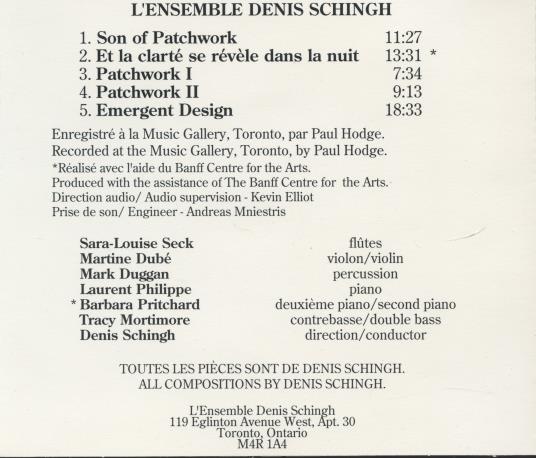 L'ENSEMBLE DENIS SCHINGH
1. Son of Patchwork 11:27
2. Et la clarté se révèle dans la nuit 13:31 *
3. Patchwork I 7:34
4. Patchwork II 9:13
5. Emergent Design 18:33
Enregistré à la Music Gallery, Toronto, par Paul Hodge.
Recorded at the Music Gallery, Toronto, by Paul Hodge.
*Réalisé avec l'aide du Banff Centre for the Arts.
Produced with the assistance of The Banff Centre for the Arts.
Direction audio/ Audio supervision - Kevin Elliot
Prise de son/ Engineer - Andreas Mniestris
Sara-Louise Seck flûtes
Martine Dubé violon/violin
Mark Duggan percussion
Laurent Philippe piano
* Barbara Pritchard deuxième piano/second piano
Tracy Mortimore contrebasse/double bass
Denis Schingh direction/conductor
TOUTES LES PIÈCES SONT DE DENIS SCHINGH.
ALL COMPOSITIONS BY DENIS SCHINGH.
L'Ensemble Denis Schingh
119 Eglinton Avenue West, Apt. 30
Toronto, Ontario
M4R 1A4